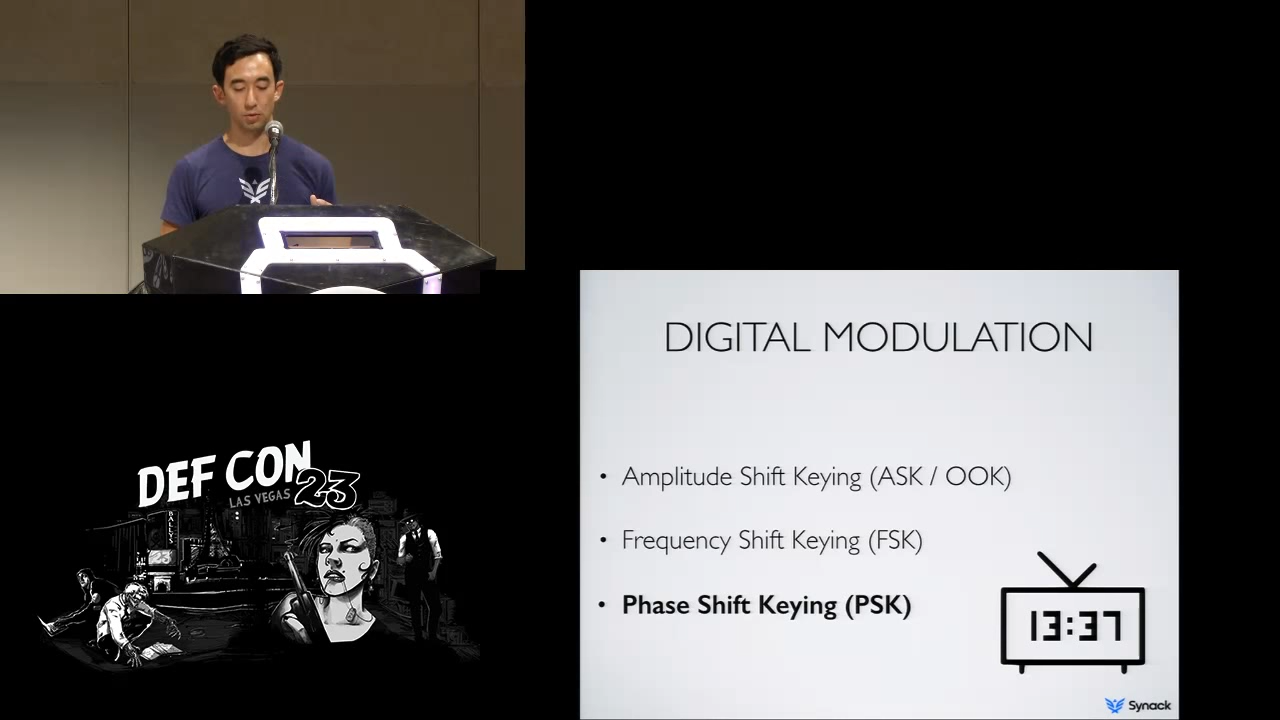 DEF CON 23
LAS VEGAS
BALLY'S
DIGITAL MODULATION
• Amplitude Shift Keying (ASK / OOK)
• Frequency Shift Keying (FSK)
• Phase Shift Keying (PSK)
13:37
Synack